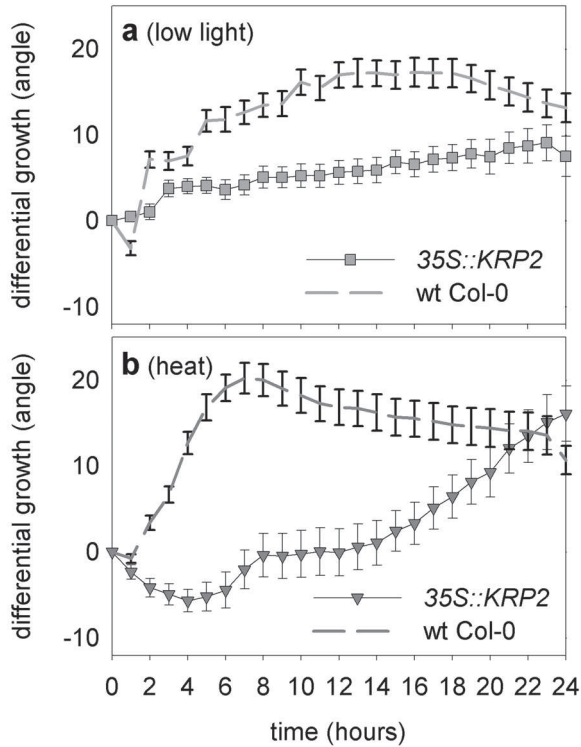 a (low light)
differential growth (angle)
20
10
0
-10
35S::KRP2
wt Col-0
b (heat)
differential growth (angle)
20
10
0
-10
35S::KRP2
wt Col-0
0 2 4 6 8 10 12 14 16 18 20 22 24
time (hours)